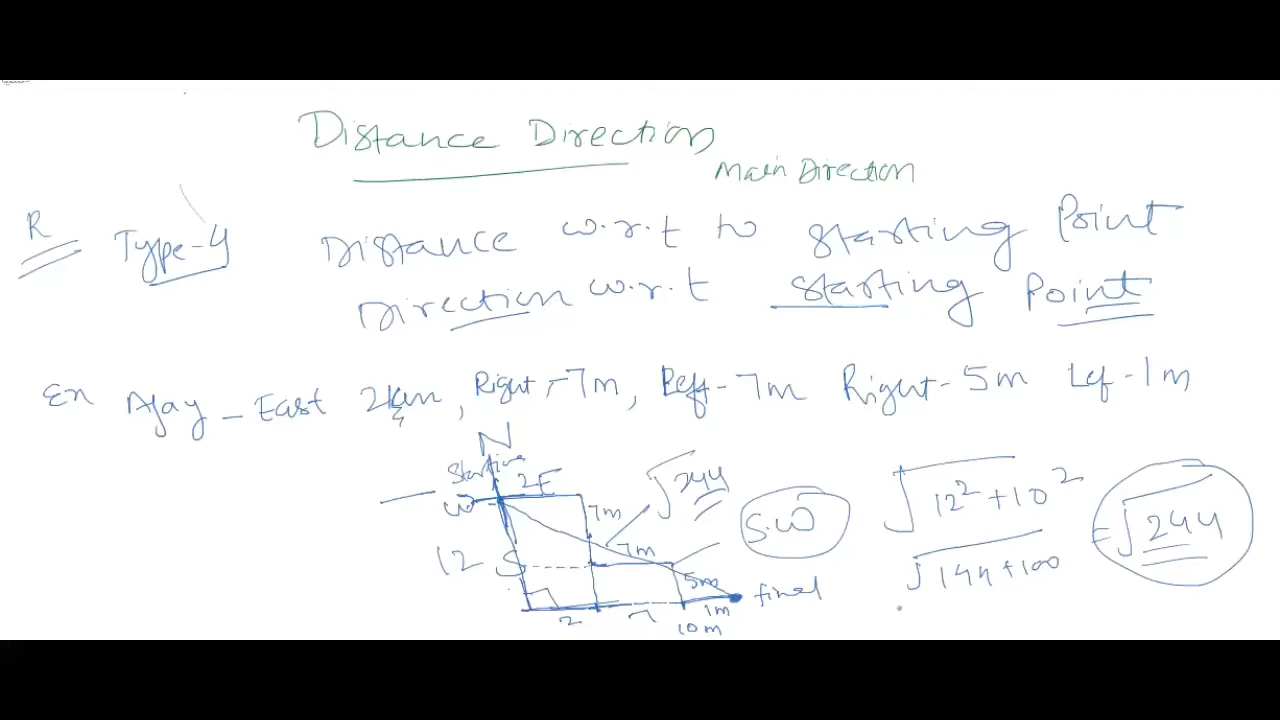 Distance Direction
Main Direction
R
Type-4 Distance w.r.t to starting Point
Direction w.r.t starting Point
Ex Ajay - East 2km, Right - 7m, Left - 7m Right - 5m Lef - 1m
N
Starting
2E
W
7m
√244
S.W
√12² + 10²
= √244
12 S
7m
√144 + 100
5m
final
1m
2 7
10m